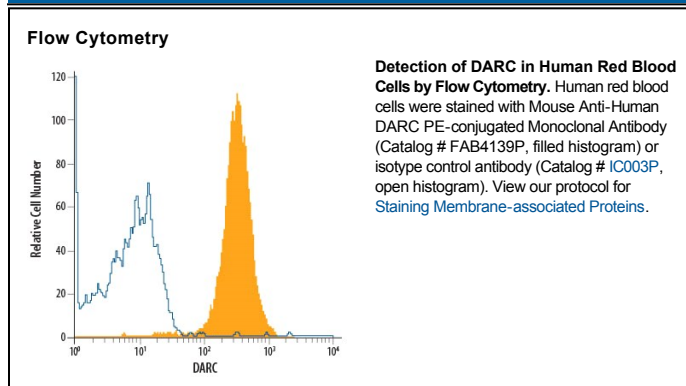 Flow Cytometry
120
100
80
60
40
20
0
Relative Cell Number
10⁰
10¹
10²
10³
10⁴
DARC
Detection of DARC in Human Red Blood
Cells by Flow Cytometry. Human red blood
cells were stained with Mouse Anti-Human
DARC PE-conjugated Monoclonal Antibody
(Catalog # FAB4139P, filled histogram) or
isotype control antibody (Catalog # IC003P,
open histogram). View our protocol for
Staining Membrane-associated Proteins.